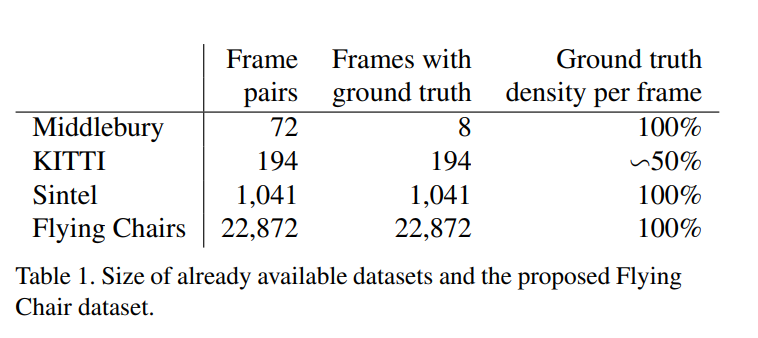 Frame Frames with Ground truth
pairs ground truth density per frame
Middlebury 72 8 100%
KITTI 194 194 ∽50%
Sintel 1,041 1,041 100%
Flying Chairs 22,872 22,872 100%
Table 1. Size of already available datasets and the proposed Flying
Chair dataset.